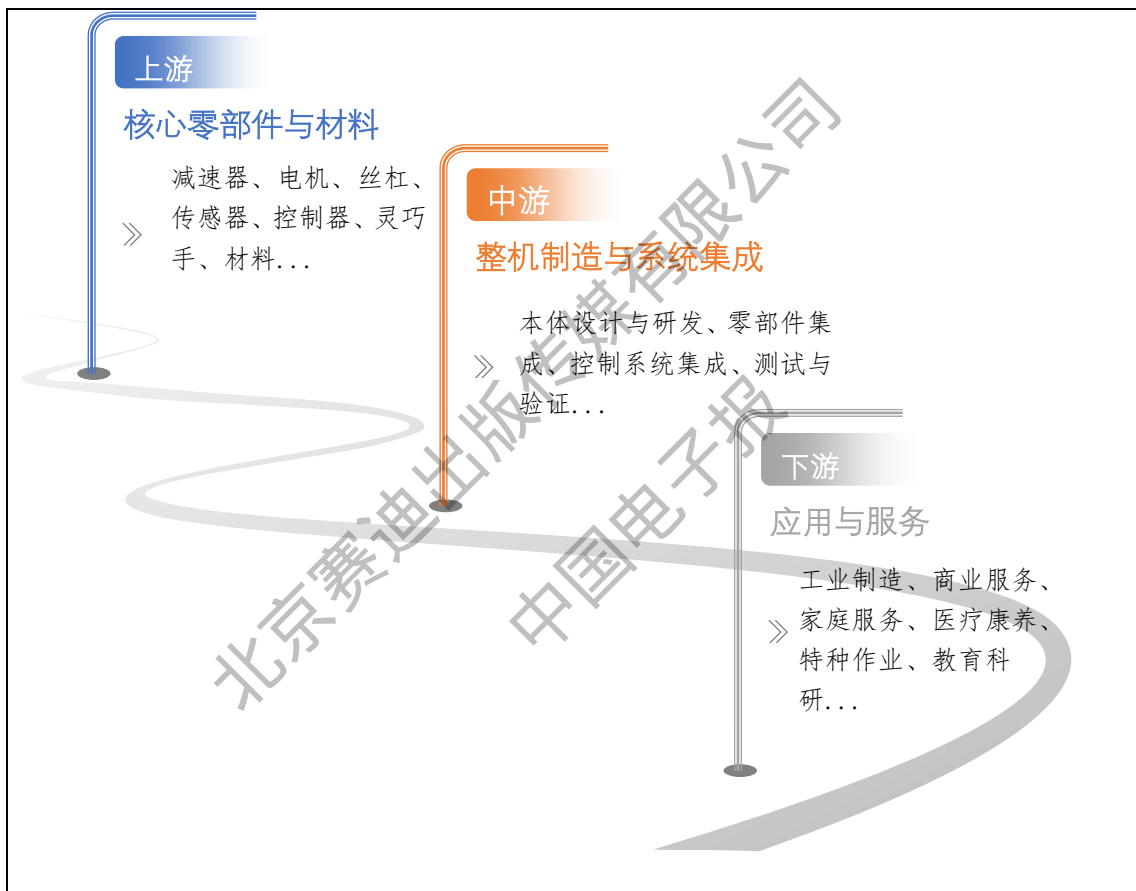 上游
核心零部件与材料
减速器、电机、丝杠、
传感器、控制器、灵巧
手、材料...
中游
整机制造与系统集成
本体设计与研发、零部件集
成、控制系统集成、测试与
验证...
下游
应用与服务
工业制造、商业服务、
家庭服务、医疗康养、
特种作业、教育科
研...
北京赛迪出版传媒有限公司
中国电子报